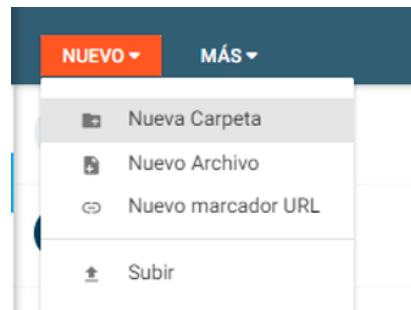 NUEVO MÁS
Nueva Carpeta
Nuevo Archivo
Nuevo marcador URL
Subir